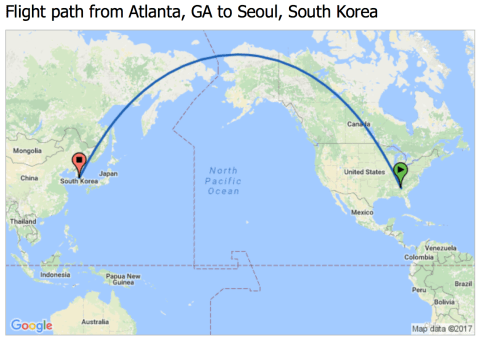 Flight path from Atlanta, GA to Seoul, South Korea
Canada
Mongolia
United States
China
South Korea
Japan
North
Pacific
Ocean
Mexico
Thailand
Venezuela
Colombia
Indonesia
Papua New
Guinea
Brazil
Peru
Bolivia
Australia
Google
Map data ©2017